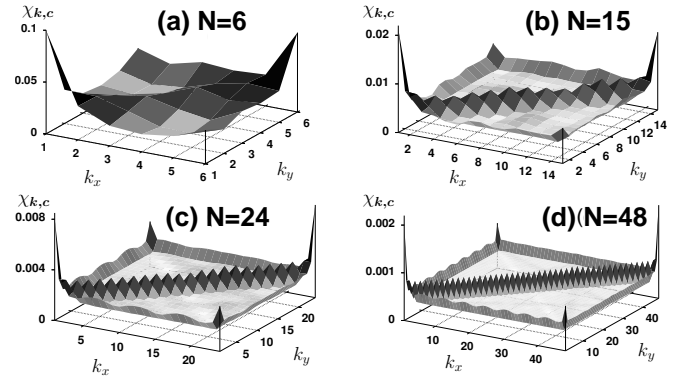 χk,c
(a) N=6
0.1
0.05
0
1 2 3 4 5 6
kx
1 2 3 4 5 6
ky
χk,c
(b) N=15
0.02
0.01
0
2 4 6 8 10 12 14
kx
2 4 6 8 10 12 14
ky
χk,c
(c) N=24
0.008
0.004
0
5 10 15 20
kx
5 10 15 20
ky
χk,c
(d)(N=48
0.002
0.001
0
10 20 30 40
kx
10 20 30 40
ky